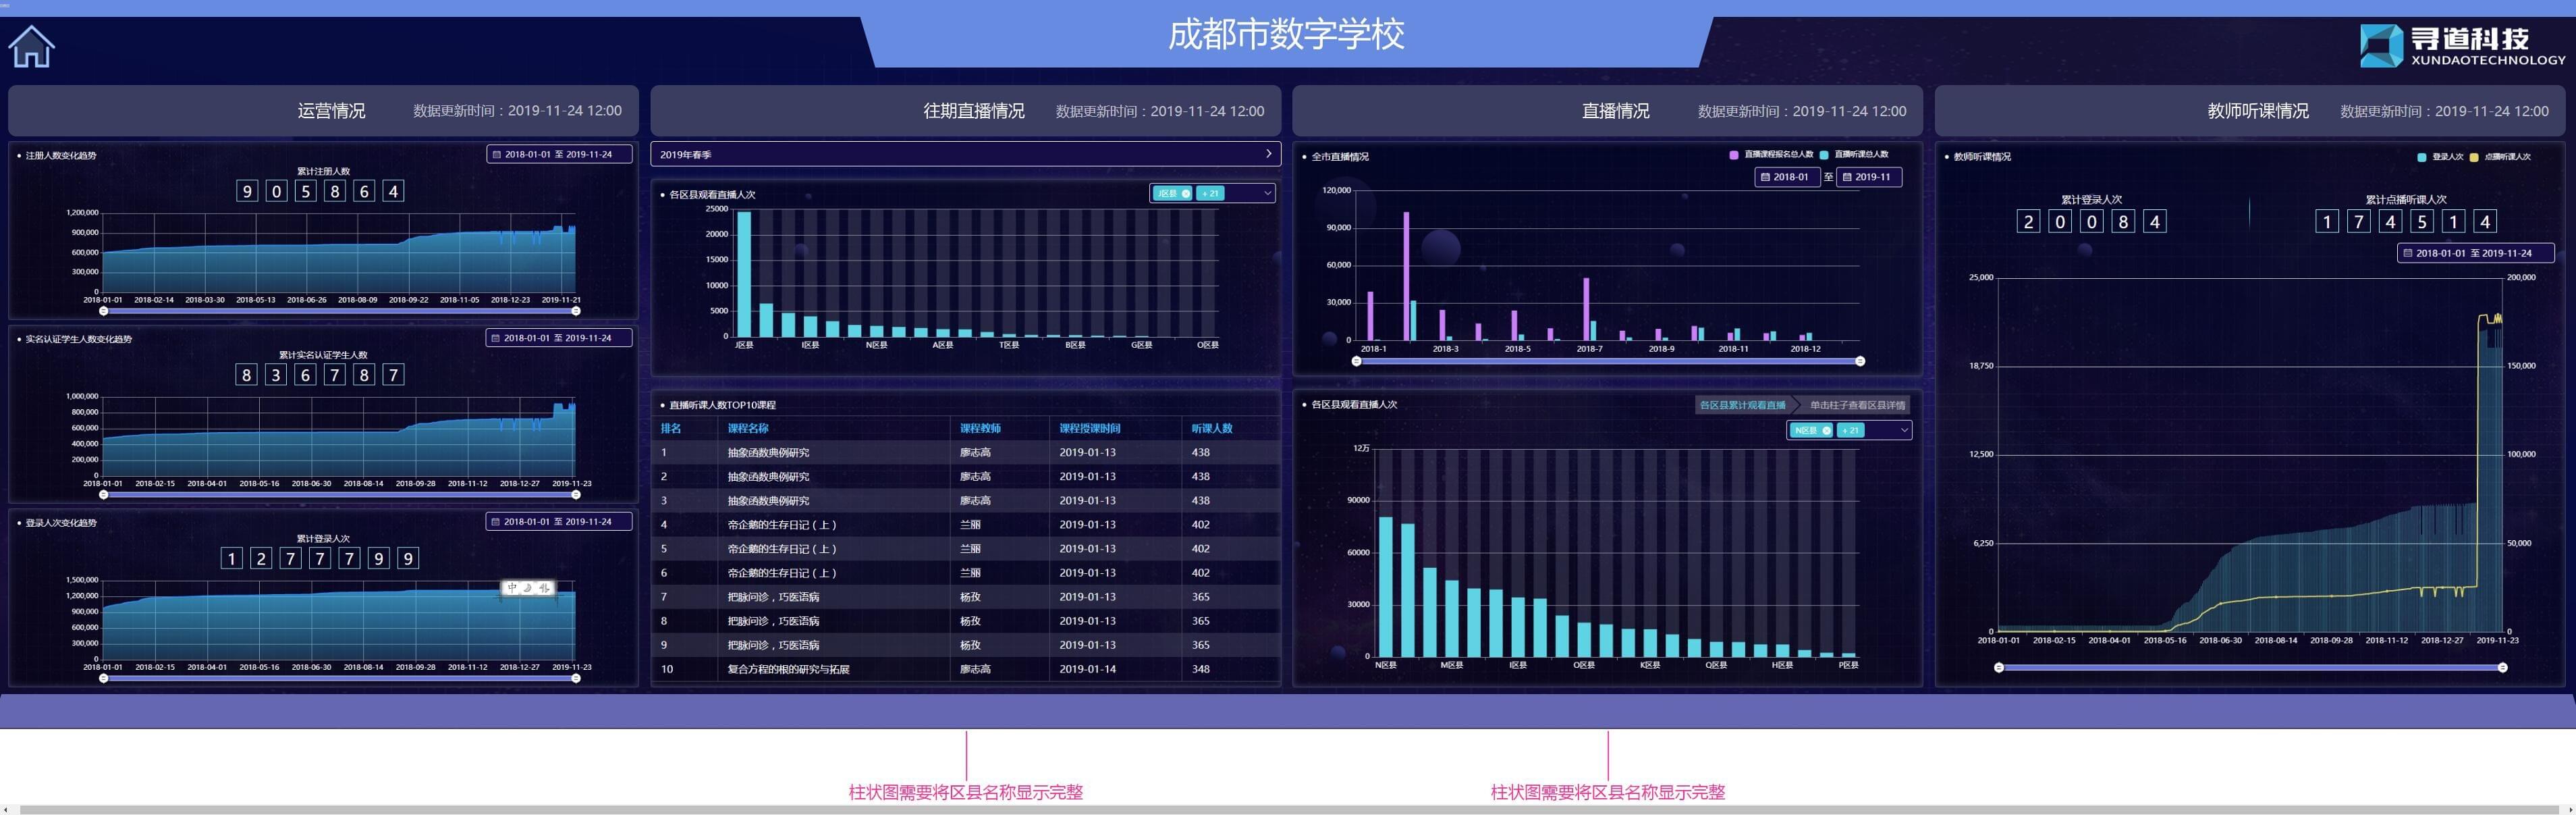 成都市数字学校
寻道科技
XUNDAOTECHNOLOGY
运营情况 数据更新时间：2019-11-24 12:00
注册人数变化趋势
2018-01-01 至 2019-11-24
累计注册人数
9 0 5 8 6 4
1,200,000
900,000
600,000
300,000
0
2018-01-01 2018-02-14 2018-03-30 2018-05-13 2018-06-26 2018-08-09 2018-09-22 2018-11-05 2018-12-23 2019-11-21
实名认证学生人数变化趋势
2018-01-01 至 2019-11-24
累计实名认证学生人数
8 3 6 7 8 7
1,000,000
800,000
600,000
400,000
200,000
0
2018-01-01 2018-02-15 2018-04-01 2018-05-16 2018-06-30 2018-08-14 2018-09-28 2018-11-12 2018-12-27 2019-11-23
登录人次变化趋势
2018-01-01 至 2019-11-24
累计登录人次
1 2 7 7 7 9 9
1,500,000
1,200,000
900,000
600,000
300,000
0
中
2018-01-01 2018-02-15 2018-04-01 2018-05-16 2018-06-30 2018-08-14 2018-09-28 2018-11-12 2018-12-27 2019-11-23
往期直播情况 数据更新时间：2019-11-24 12:00
2019年春季
各区县观看直播人次
J区县 + 21
25000
20000
15000
10000
5000
0
J区县 I区县 N区县 A区县 T区县 B区县 G区县 O区县
直播听课人数TOP10课程
排名 课程名称 课程教师 课程授课时间 听课人数
1 抽象函数典例研究 廖志高 2019-01-13 438
2 抽象函数典例研究 廖志高 2019-01-13 438
3 抽象函数典例研究 廖志高 2019-01-13 438
4 帝企鹅的生存日记（上） 兰丽 2019-01-13 402
5 帝企鹅的生存日记（上） 兰丽 2019-01-13 402
6 帝企鹅的生存日记（上） 兰丽 2019-01-13 402
7 把脉问诊，巧医语病 杨孜 2019-01-13 365
8 把脉问诊，巧医语病 杨孜 2019-01-13 365
9 把脉问诊，巧医语病 杨孜 2019-01-13 365
10 复合方程的根的研究与拓展 廖志高 2019-01-14 348
直播情况 数据更新时间：2019-11-24 12:00
全市直播情况
直播课程报名总人数 直播听课总人数
2018-01 至 2019-11
120,000
90,000
60,000
30,000
0
2018-1 2018-3 2018-5 2018-7 2018-9 2018-11 2018-12
各区县观看直播人次
各区县累计观看直播 单击柱子查看区县详情
N区县 + 21
12万
90000
60000
30000
0
N区县 M区县 I区县 O区县 K区县 Q区县 H区县 P区县
教师听课情况 数据更新时间：2019-11-24 12:00
教师听课情况
登录人次 点播听课人次
累计登录人次
2 0 0 8 4
累计点播听课人次
1 7 4 5 1 4
2018-01-01 至 2019-11-24
25,000 200,000
18,750 150,000
12,500 100,000
6,250 50,000
0 0
2018-01-01 2018-02-15 2018-04-01 2018-05-16 2018-06-30 2018-08-14 2018-09-28 2018-11-12 2018-12-27 2019-11-23
柱状图需要将区县名称显示完整
柱状图需要将区县名称显示完整